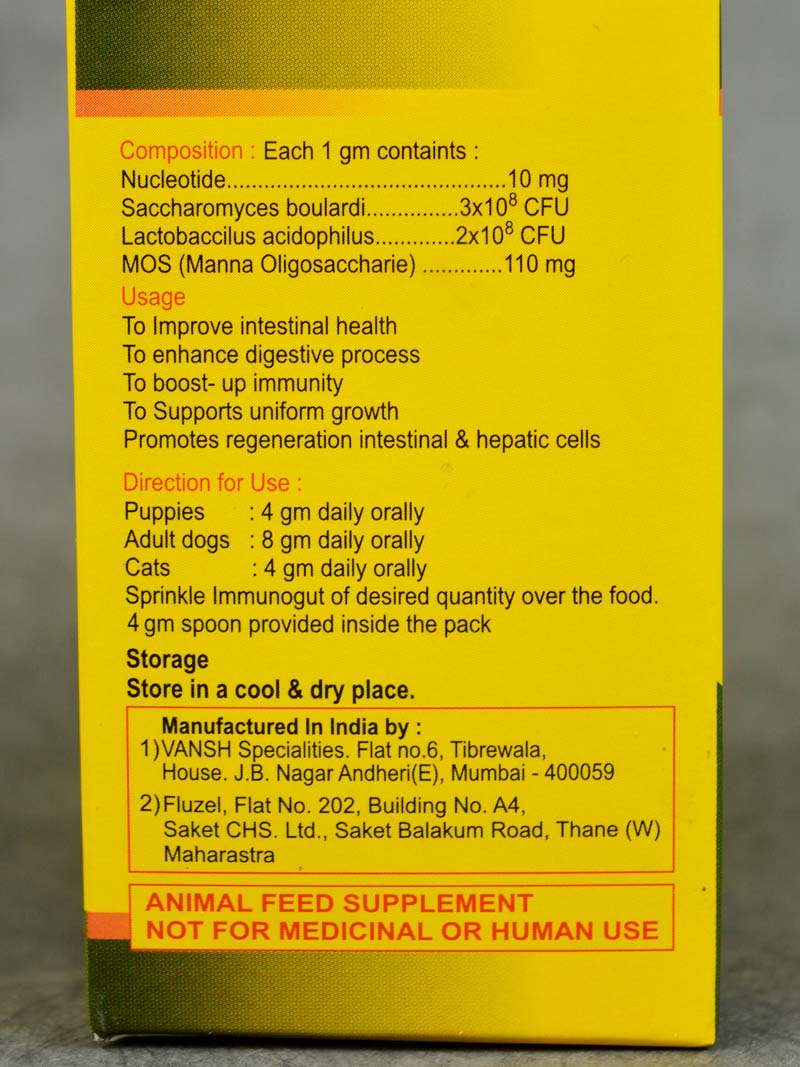 Composition : Each 1 gm containts :
Nucleotide............................................10 mg
Saccharomyces boulardi...............3x10⁸ CFU
Lactobaccilus acidophilus.............2x10⁸ CFU
MOS (Manna Oligosaccharie) .............110 mg
Usage
To Improve intestinal health
To enhance digestive process
To boost- up immunity
To Supports uniform growth
Promotes regeneration intestinal & hepatic cells
Direction for Use :
Puppies : 4 gm daily orally
Adult dogs : 8 gm daily orally
Cats : 4 gm daily orally
Sprinkle Immunogut of desired quantity over the food.
4 gm spoon provided inside the pack
Storage
Store in a cool & dry place.
Manufactured In India by :
1) VANSH Specialities. Flat no.6, Tibrewala,
House. J.B. Nagar Andheri(E), Mumbai - 400059
2) Fluzel, Flat No. 202, Building No. A4,
Saket CHS. Ltd., Saket Balakum Road, Thane (W)
Maharastra
ANIMAL FEED SUPPLEMENT
NOT FOR MEDICINAL OR HUMAN USE